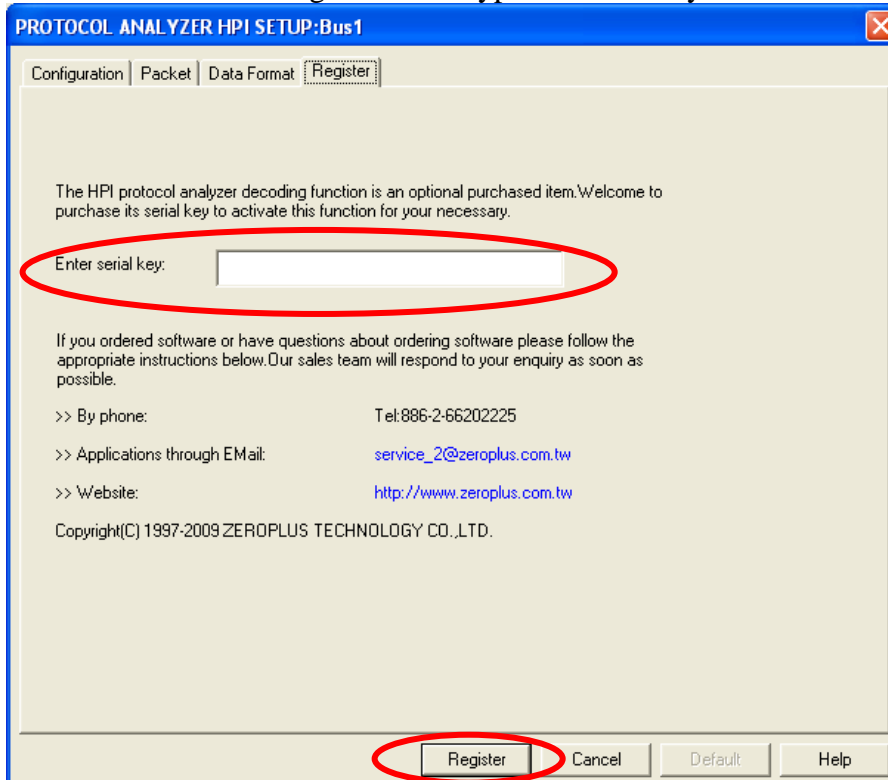 PROTOCOL ANALYZER HPI SETUP:Bus1
Configuration Packet Data Format Register
The HPI protocol analyzer decoding function is an optional purchased item.Welcome to
purchase its serial key to activate this function for your necessary.
Enter serial key:
If you ordered software or have questions about ordering software please follow the
appropriate instructions below.Our sales team will respond to your enquiry as soon as
possible.
>> By phone: Tel:886-2-66202225
>> Applications through EMail: service_2@zeroplus.com.tw
>> Website: http://www.zeroplus.com.tw
Copyright(C) 1997-2009 ZEROPLUS TECHNOLOGY CO.,LTD.
Register Cancel Default Help